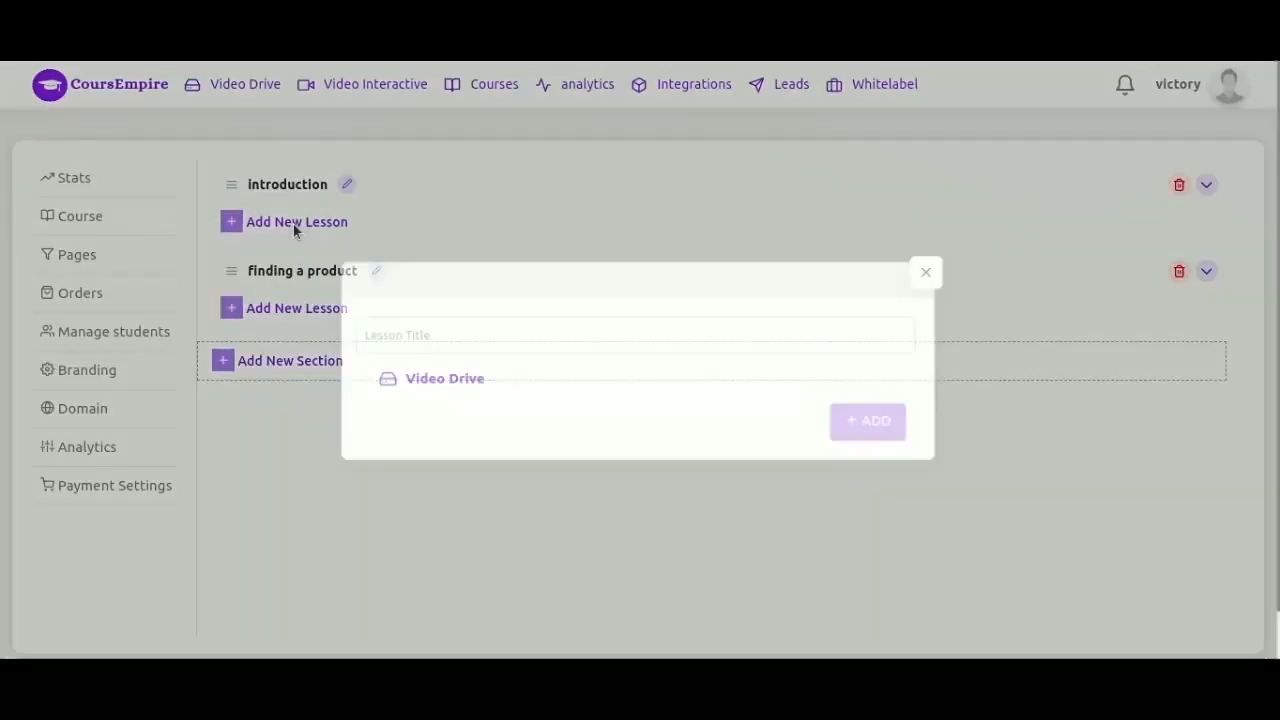 CoursEmpire Video Drive Video Interactive Courses analytics Integrations Leads Whitelabel victory
Stats
Course
Pages
Orders
Manage students
Branding
Domain
Analytics
Payment Settings
introduction
+ Add New Lesson
finding a product
+ Add New Lesson
+ Add New Section
Lesson Title
Video Drive
+ ADD